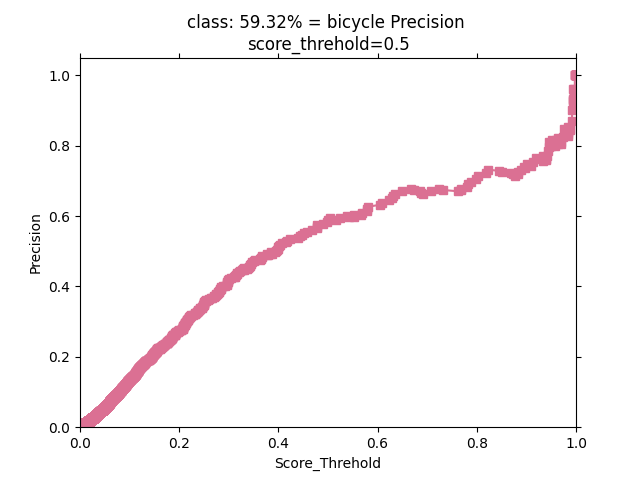 class: 59.32% = bicycle Precision
score_threhold=0.5
1.0
0.8
0.6
0.4
0.2
0.0
Precision
0.0 0.2 0.4 0.6 0.8 1.0
Score_Threhold